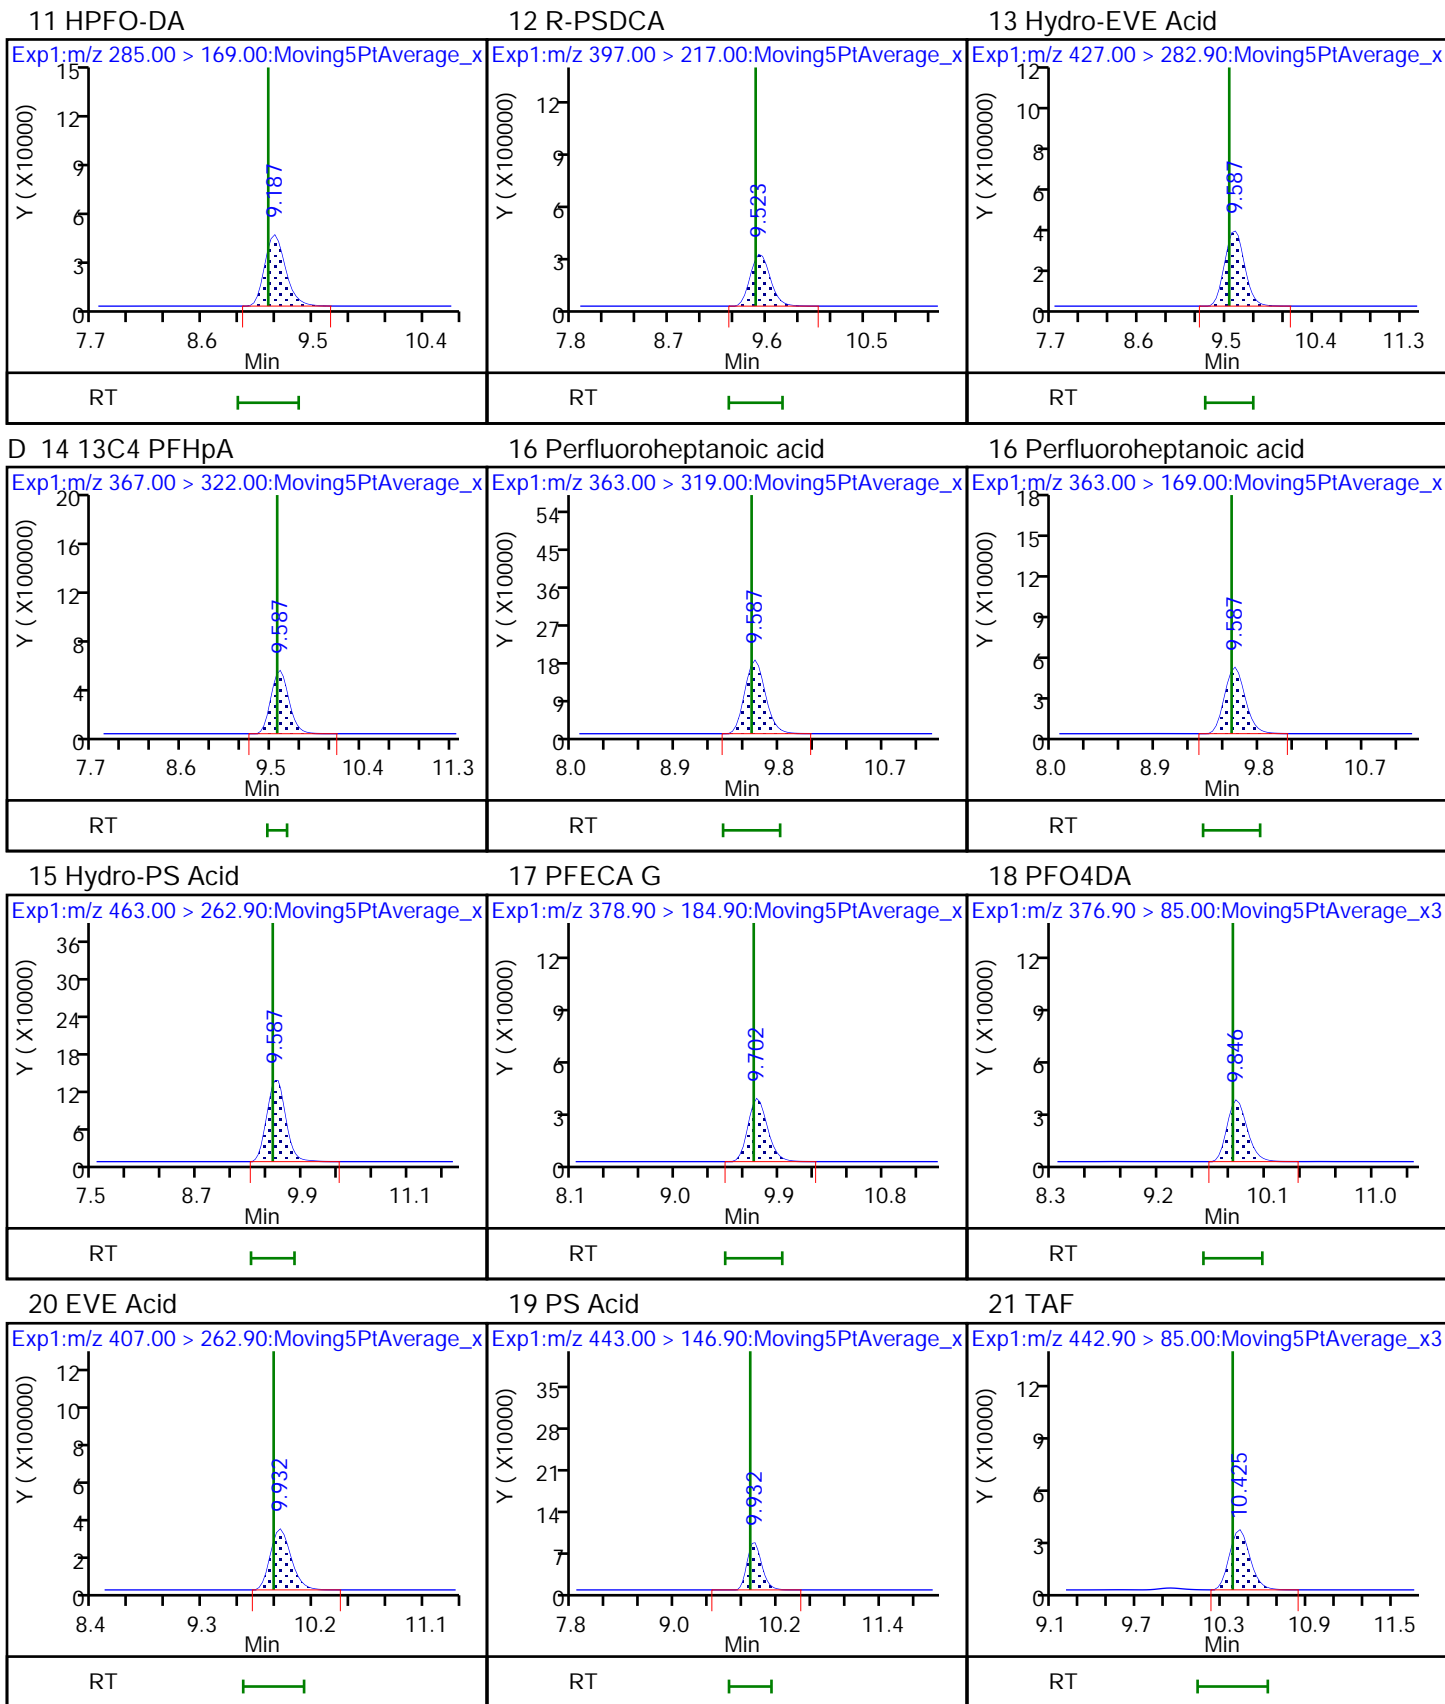 11 HPFO-DA
12 R-PSDCA
13 Hydro-EVE Acid
Exp1:m/z 285.00 > 169.00:Moving5PtAverage_x
Exp1:m/z 397.00 > 217.00:Moving5PtAverage_x
Exp1:m/z 427.00 > 282.90:Moving5PtAverage_x
Y ( X100000)
15
12
9
6
3
0
9.187
7.7 8.6 9.5 10.4
Min
RT
Y ( X100000)
12
9
6
3
0
9.523
7.8 8.7 9.6 10.5
Min
RT
Y ( X100000)
12
10
8
6
4
2
0
9.587
7.7 8.6 9.5 10.4 11.3
Min
RT
D 14 13C4 PFHpA
16 Perfluoroheptanoic acid
16 Perfluoroheptanoic acid
Exp1:m/z 367.00 > 322.00:Moving5PtAverage_x
Exp1:m/z 363.00 > 319.00:Moving5PtAverage_x
Exp1:m/z 363.00 > 169.00:Moving5PtAverage_x
Y ( X100000)
20
16
12
8
4
0
9.587
7.7 8.6 9.5 10.4 11.3
Min
RT
Y ( X10000)
54
45
36
27
18
9
0
9.587
8.0 8.9 9.8 10.7
Min
RT
Y ( X10000)
18
15
12
9
6
3
0
9.587
8.0 8.9 9.8 10.7
Min
RT
15 Hydro-PS Acid
17 PFECA G
18 PFO4DA
Exp1:m/z 463.00 > 262.90:Moving5PtAverage_x
Exp1:m/z 378.90 > 184.90:Moving5PtAverage_x
Exp1:m/z 376.90 > 85.00:Moving5PtAverage_x3
Y ( X10000)
36
30
24
18
12
6
0
9.587
7.5 8.7 9.9 11.1
Min
RT
Y ( X10000)
12
9
6
3
0
9.702
8.1 9.0 9.9 10.8
Min
RT
Y ( X10000)
12
9
6
3
0
9.846
8.3 9.2 10.1 11.0
Min
RT
20 EVE Acid
19 PS Acid
21 TAF
Exp1:m/z 407.00 > 262.90:Moving5PtAverage_x
Exp1:m/z 443.00 > 146.90:Moving5PtAverage_x
Exp1:m/z 442.90 > 85.00:Moving5PtAverage_x3
Y ( X100000)
12
10
8
6
4
2
0
9.932
8.4 9.3 10.2 11.1
Min
RT
Y ( X10000)
35
28
21
14
7
0
9.932
7.8 9.0 10.2 11.4
Min
RT
Y ( X10000)
12
9
6
3
0
10.425
9.1 9.7 10.3 10.9 11.5
Min
RT